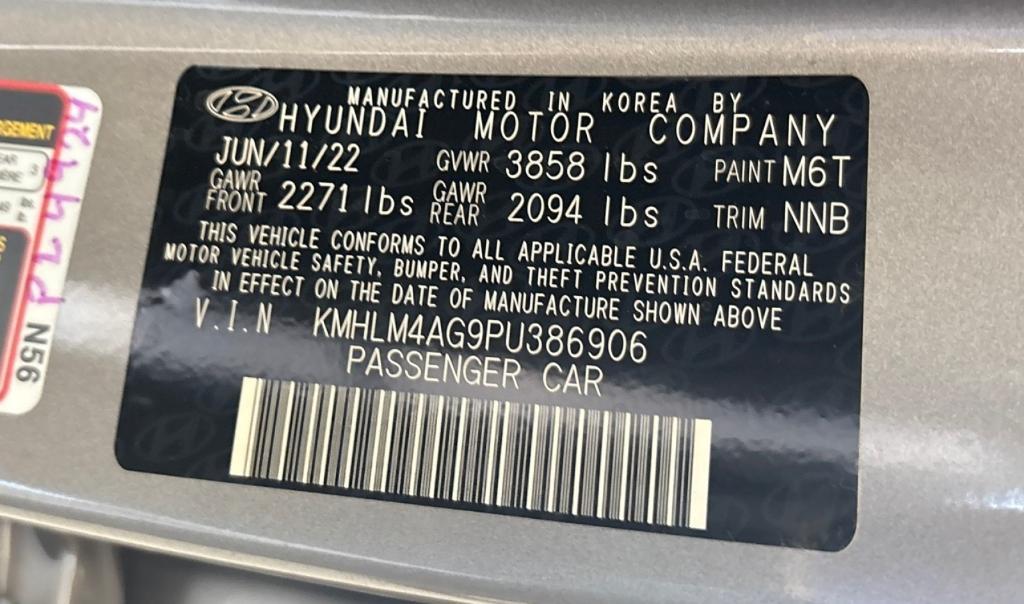 MANUFACTURED IN KOREA BY
HYUNDAI MOTOR COMPANY
JUN/11/22 GVWR 3858 lbs PAINT M6T
GAWR FRONT 2271 lbs GAWR REAR 2094 lbs TRIM NNB
THIS VEHICLE CONFORMS TO ALL APPLICABLE U.S.A. FEDERAL
MOTOR VEHICLE SAFETY, BUMPER, AND THEFT PREVENTION STANDARDS
IN EFFECT ON THE DATE OF MANUFACTURE SHOWN ABOVE
V.I.N KMHLM4AG9PU386906
PASSENGER CAR
N56